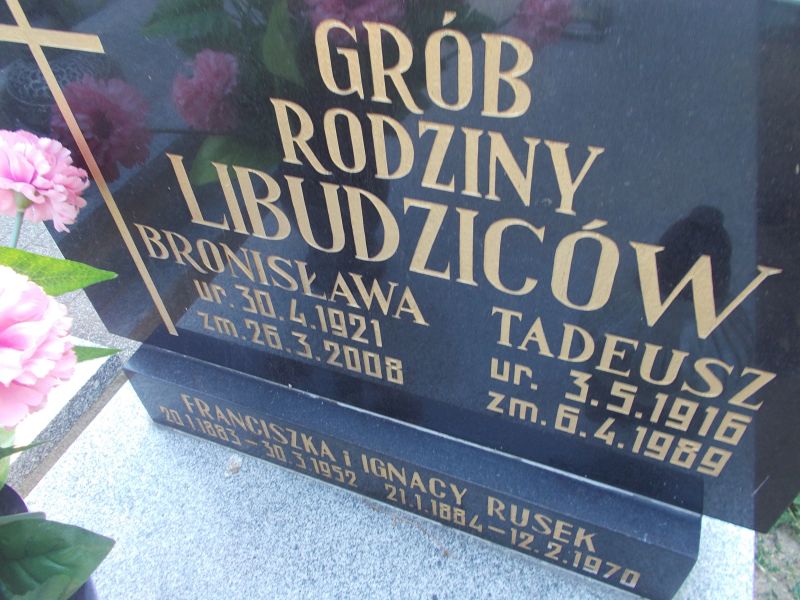 GRÓB
RODZINY
LIBUDZICÓW
BRONISŁAWA
ur. 30.4.1921
zm. 26.3.2008
TADEUSZ
ur. 3.5.1916
zm. 6.4.1989
FRANCISZKA i IGNACY RUSEK
20.1.1883–30.3.1952 21.1.1884–12.2.1970